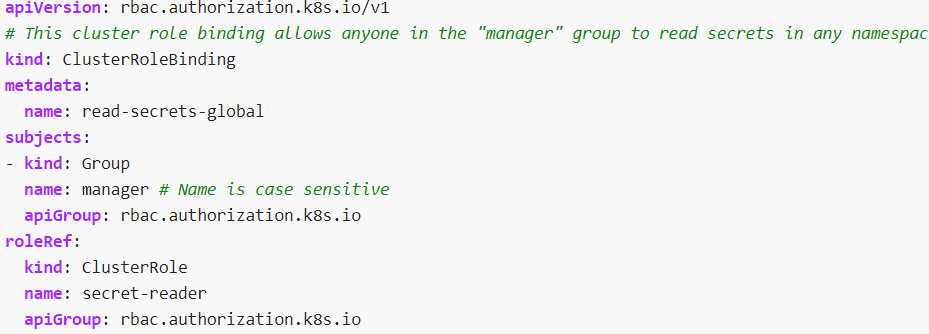 apiVersion: rbac.authorization.k8s.io/v1
# This cluster role binding allows anyone in the "manager" group to read secrets in any namespac
kind: ClusterRoleBinding
metadata:
  name: read-secrets-global
subjects:
- kind: Group
  name: manager # Name is case sensitive
  apiGroup: rbac.authorization.k8s.io
roleRef:
  kind: ClusterRole
  name: secret-reader
  apiGroup: rbac.authorization.k8s.io